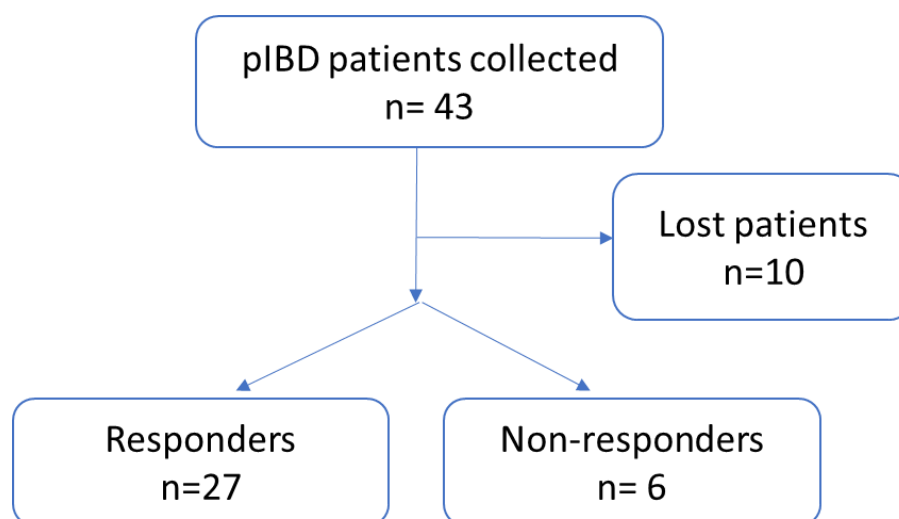 pIBD patients collected
n= 43
Lost patients
n=10
Responders
n=27
Non-responders
n= 6